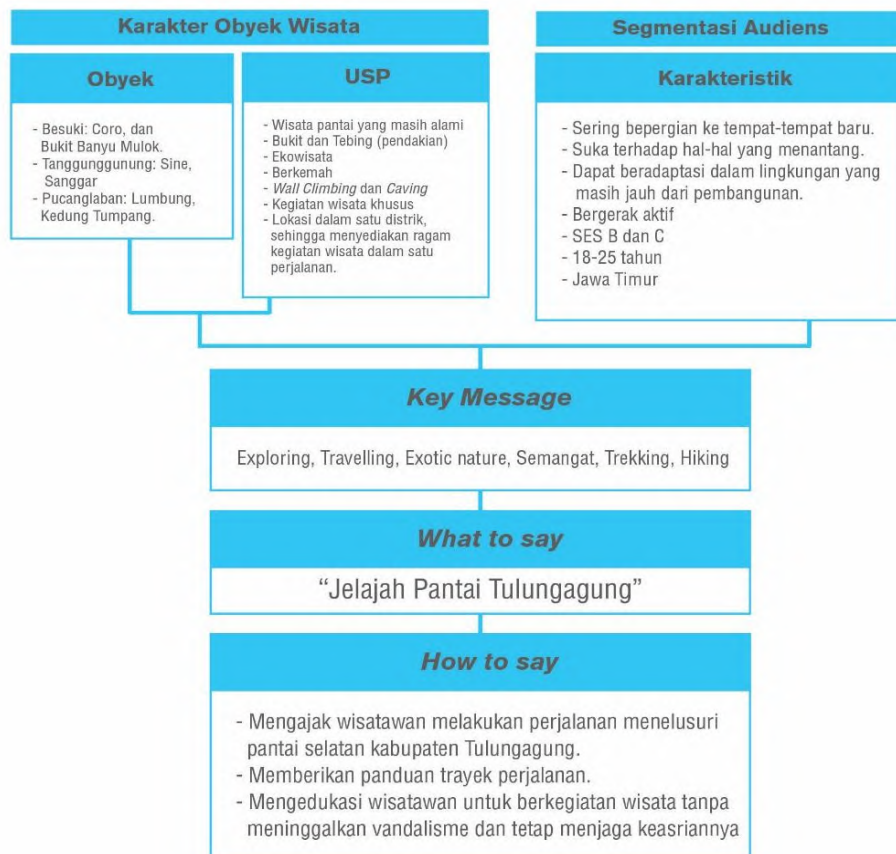 Karakter Obyek Wisata
Obyek
- Besuki: Coro, dan
Bukit Banyu Mulok.
- Tanggunggunung: Sine,
Sanggar
- Pucanglaban: Lumbung,
Kedung Tumpang.
USP
- Wisata pantai yang masih alami
- Bukit dan Tebing (pendakian)
- Ekowisata
- Berkemah
- Wall Climbing dan Caving
- Kegiatan wisata khusus
- Lokasi dalam satu distrik,
sehingga menyediakan ragam
kegiatan wisata dalam satu
perjalanan.
Segmentasi Audiens
Karakteristik
- Sering bepergian ke tempat-tempat baru.
- Suka terhadap hal-hal yang menantang.
- Dapat beradaptasi dalam lingkungan yang
masih jauh dari pembangunan.
- Bergerak aktif
- SES B dan C
- 18-25 tahun
- Jawa Timur
Key Message
Exploring, Travelling, Exotic nature, Semangat, Trekking, Hiking
What to say
“Jelajah Pantai Tulungagung”
How to say
- Mengajak wisatawan melakukan perjalanan menelusuri
pantai selatan kabupaten Tulungagung.
- Memberikan panduan trayek perjalanan.
- Mengedukasi wisatawan untuk berkegiatan wisata tanpa
meninggalkan vandalisme dan tetap menjaga keasriannya